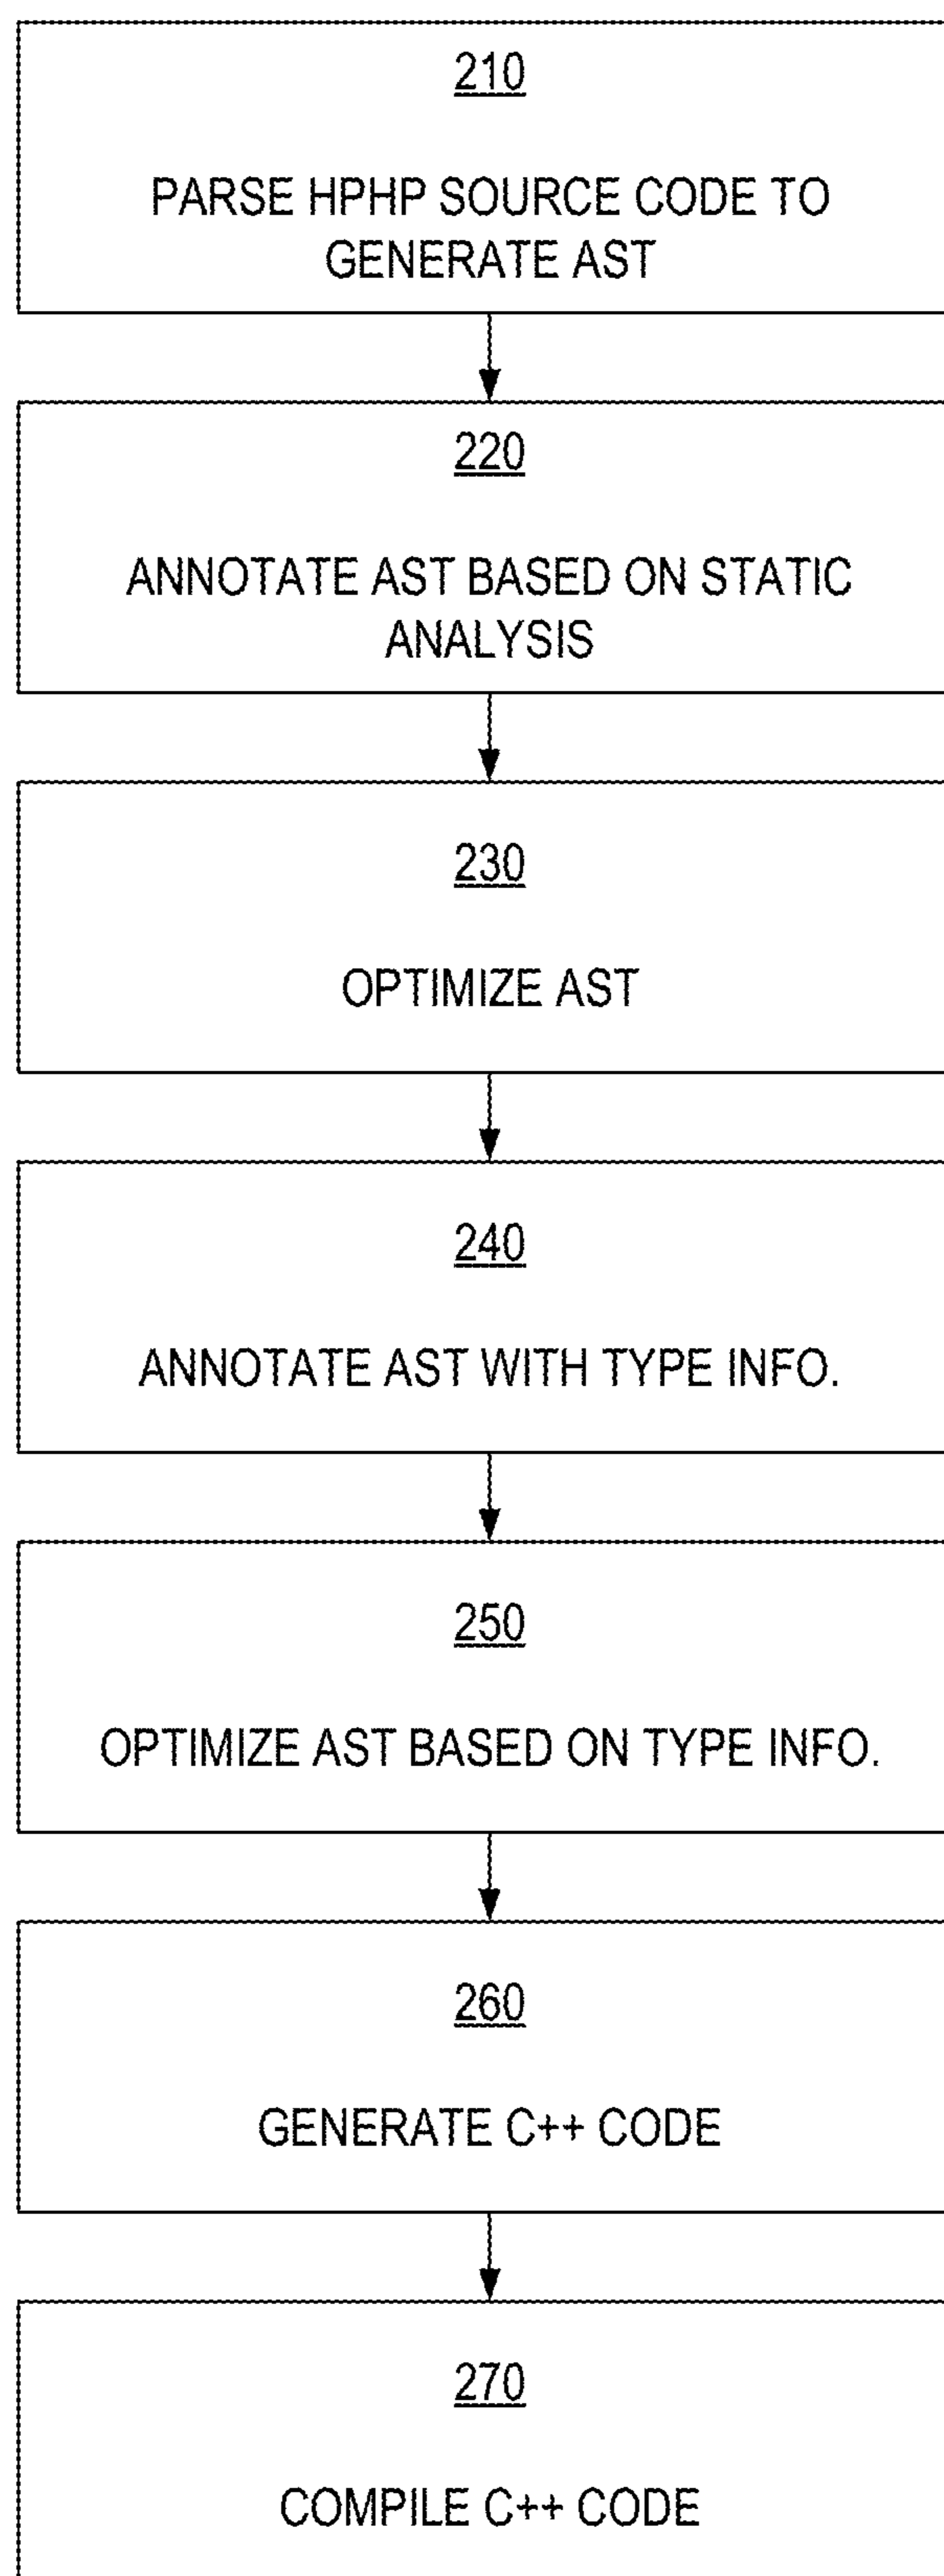 210
PARSE HPHP SOURCE CODE TO
GENERATE AST
220
ANNOTATE AST BASED ON STATIC
ANALYSIS
230
OPTIMIZE AST
240
ANNOTATE AST WITH TYPE INFO.
250
OPTIMIZE AST BASED ON TYPE INFO.
260
GENERATE C++ CODE
270
COMPILE C++ CODE